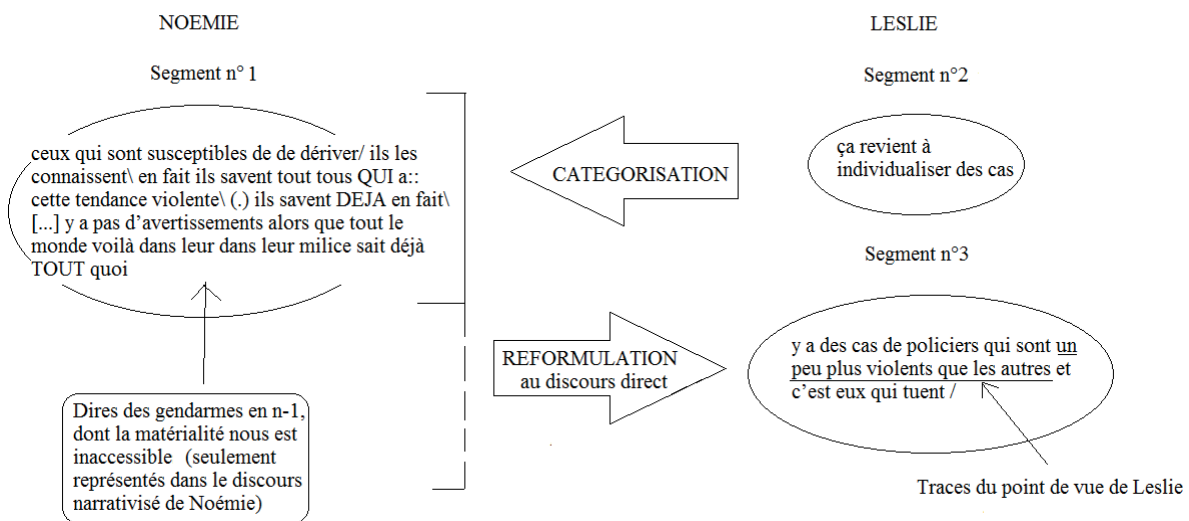 NOEMIE
Segment n° 1
ceux qui sont susceptibles de de dériver/ ils les
connaissent\ en fait ils savent tout tous QUI a::
cette tendance violente\ (.) ils savent DEJA en fait\
[...] y a pas d’avertissements alors que tout le
monde voilà dans leur dans leur milice sait déjà
TOUT quoi
Dires des gendarmes en n-1,
dont la matérialité nous est
inaccessible (seulement
représentés dans le discours
narrativisé de Noémie)
CATEGORISATION
REFORMULATION
au discours direct
LESLIE
Segment n°2
ça revient à
individualiser des cas
Segment n°3
y a des cas de policiers qui sont un
peu plus violents que les autres et
c’est eux qui tuent /
Traces du point de vue de Leslie